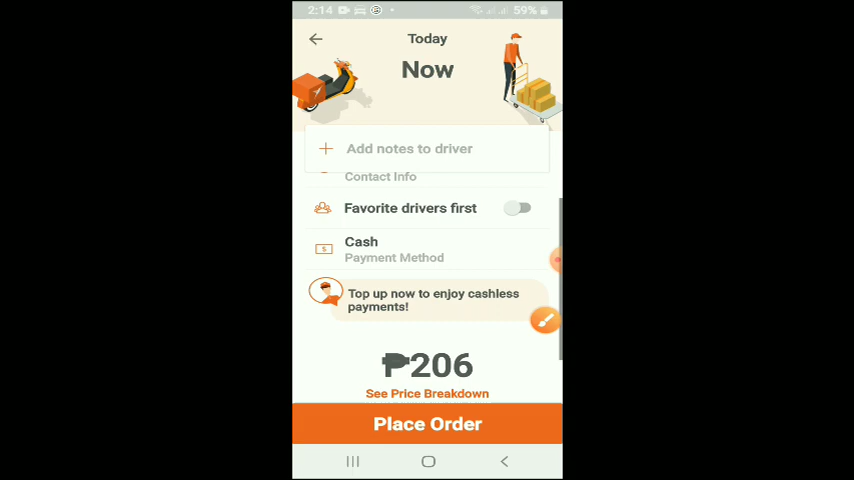 2:14
59%
Today
Now
Add notes to driver
Contact Info
Favorite drivers first
Cash
Payment Method
Top up now to enjoy cashless
payments!
₱206
See Price Breakdown
Place Order